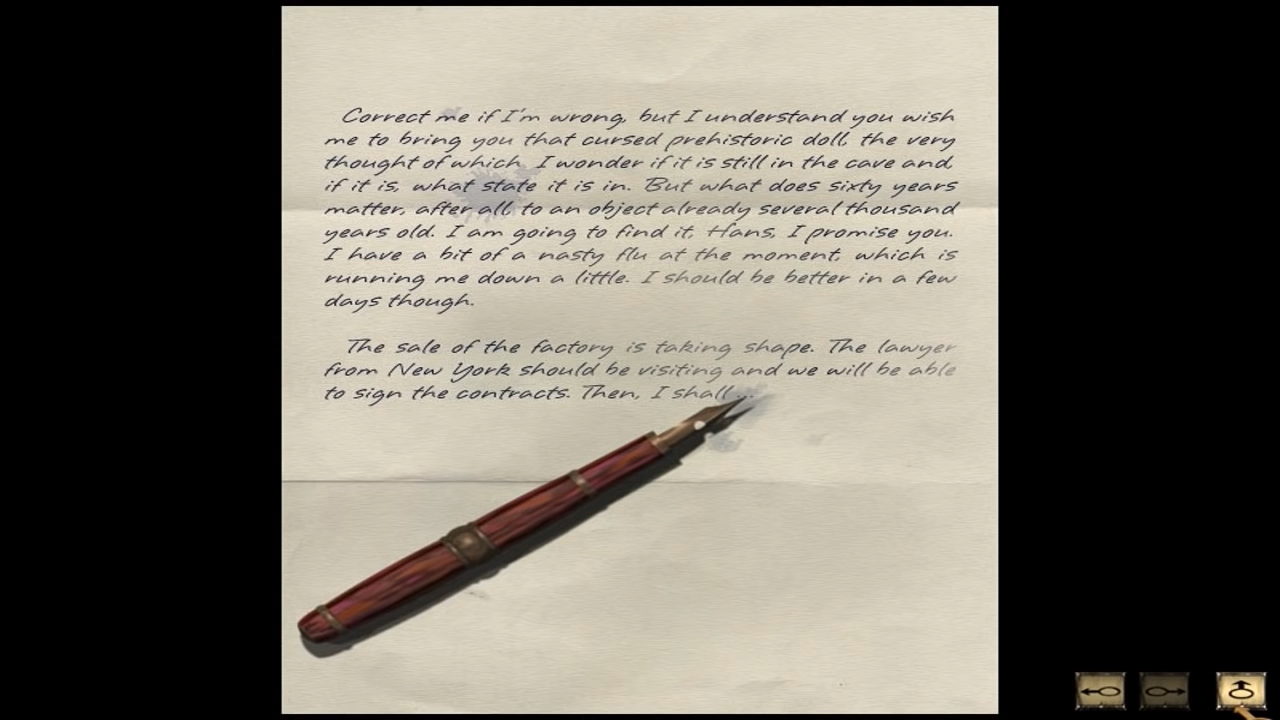 Correct me if I'm wrong, but I understand you wish
me to bring you that cursed prehistoric doll, the very
thought of which. I wonder if it is still in the cave and,
if it is, what state it is in. But what does sixty years
matter, after all, to an object already several thousand
years old. I am going to find it, Hans, I promise you.
I have a bit of a nasty flu at the moment, which is
running me down a little. I should be better in a few
days though.
The sale of the factory is taking shape. The lawyer
from New York should be visiting and we will be able
to sign the contracts. Then, I shall ...